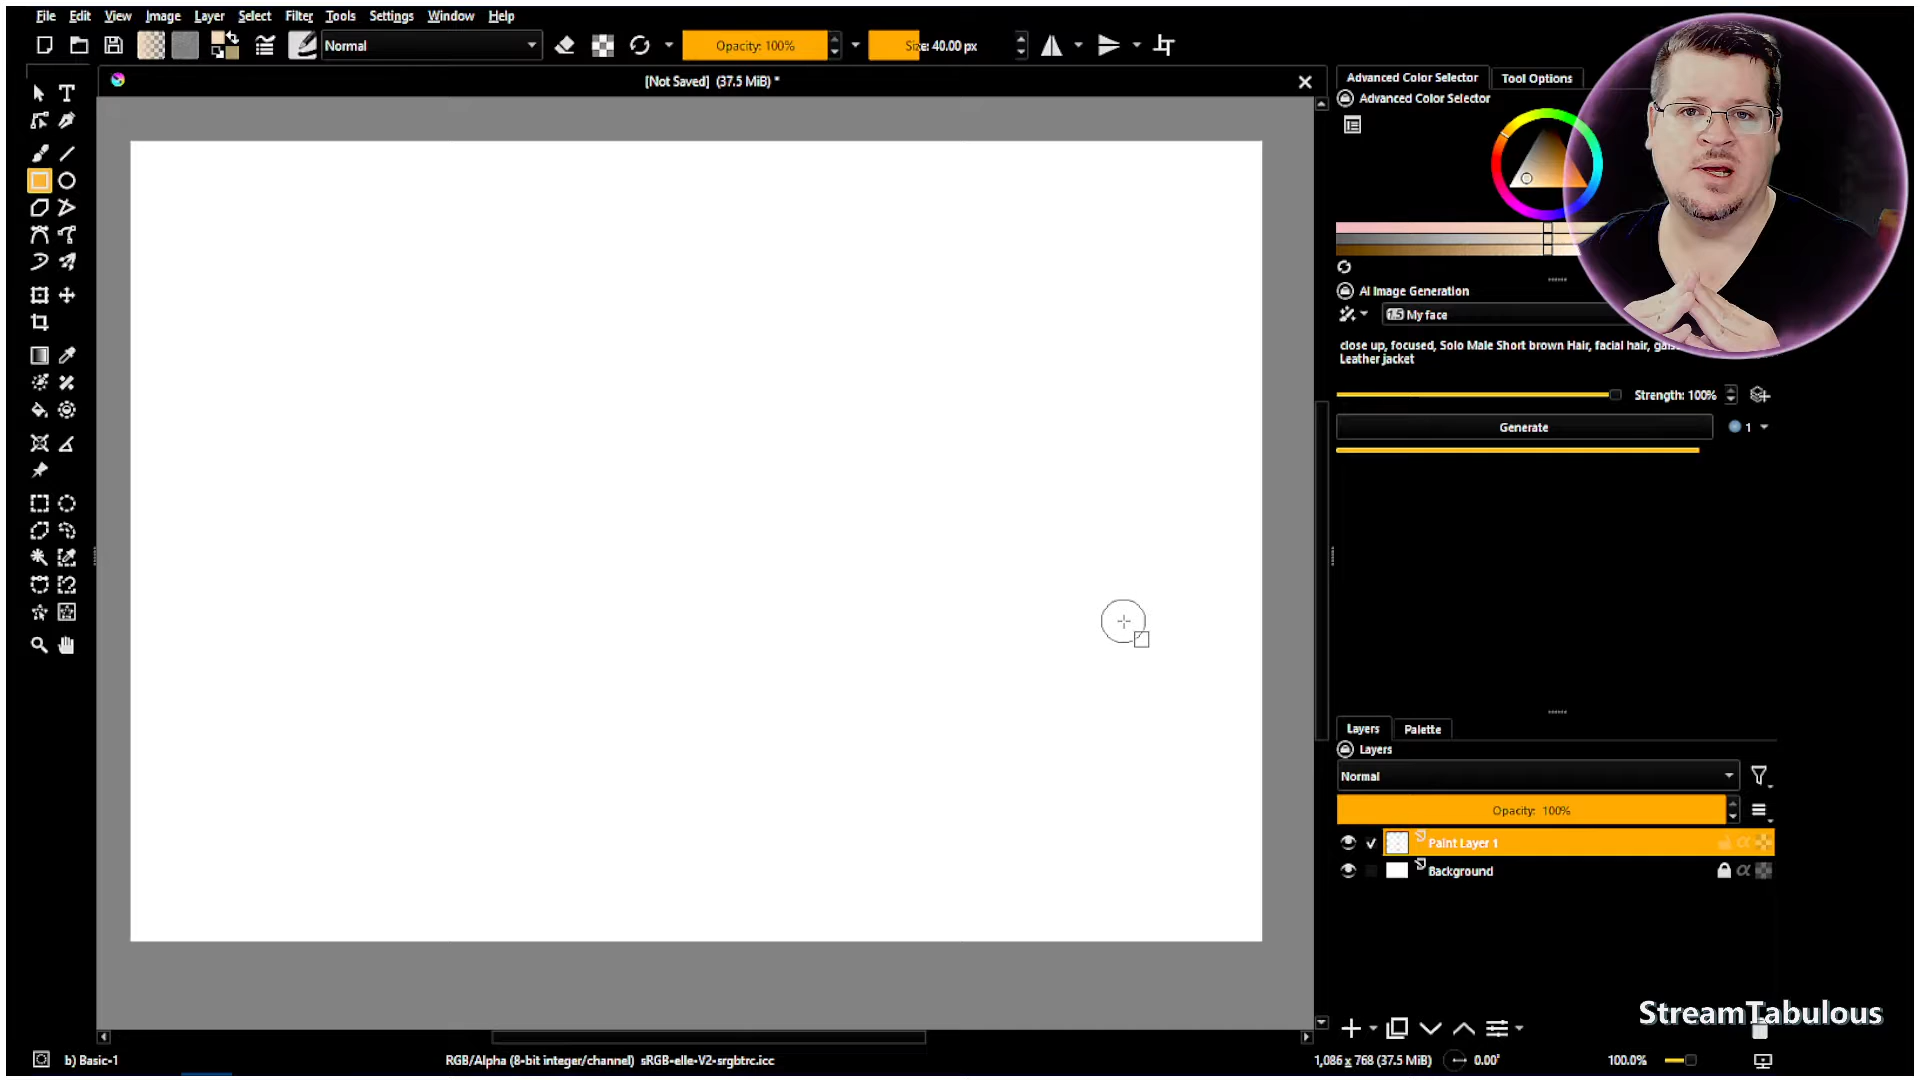 File Edit View Image Layer Select Filter Tools Settings Window Help
Normal
Opacity: 100%
Size: 40.00 px
[Not Saved] (37.5 MiB) *
Advanced Color Selector
Tool Options
Advanced Color Selector
AI Image Generation
1.5 My face
close up, focused, Solo Male Short brown Hair, facial hair,
Leather jacket
Strength: 100%
Generate
1
Layers
Palette
Layers
Normal
Opacity: 100%
Paint Layer 1
Background
StreamTabulous
b) Basic-1
RGB/Alpha (8-bit integer/channel) sRGB-elle-V2-srgbtrc.icc
1,086 x 768 (37.5 MiB)
0.00°
100.0%